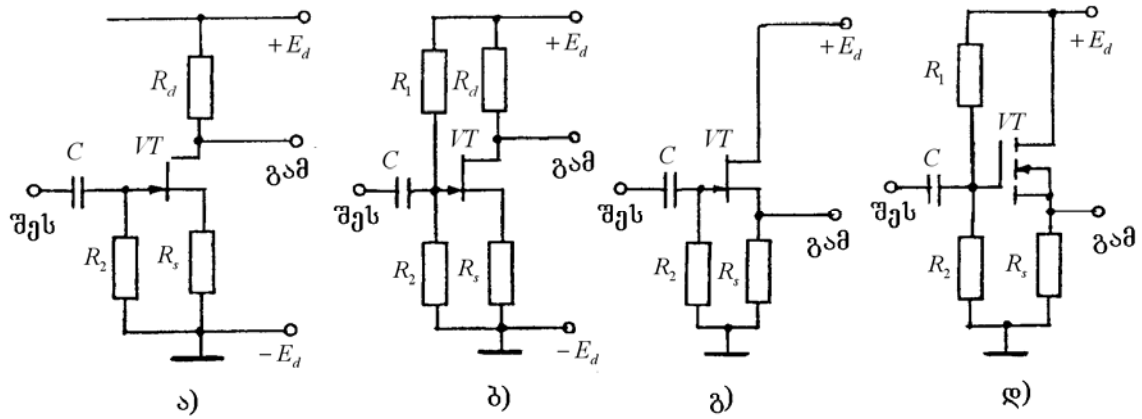 +E_d
R_d
C
VT
შეს
გამ
R_2
R_s
−E_d
ა)
+E_d
R_1
R_d
C
VT
შეს
გამ
R_2
R_s
−E_d
ბ)
+E_d
VT
C
შეს
გამ
R_2
R_s
გ)
+E_d
R_1
VT
C
შეს
გამ
R_2
R_s
დ)